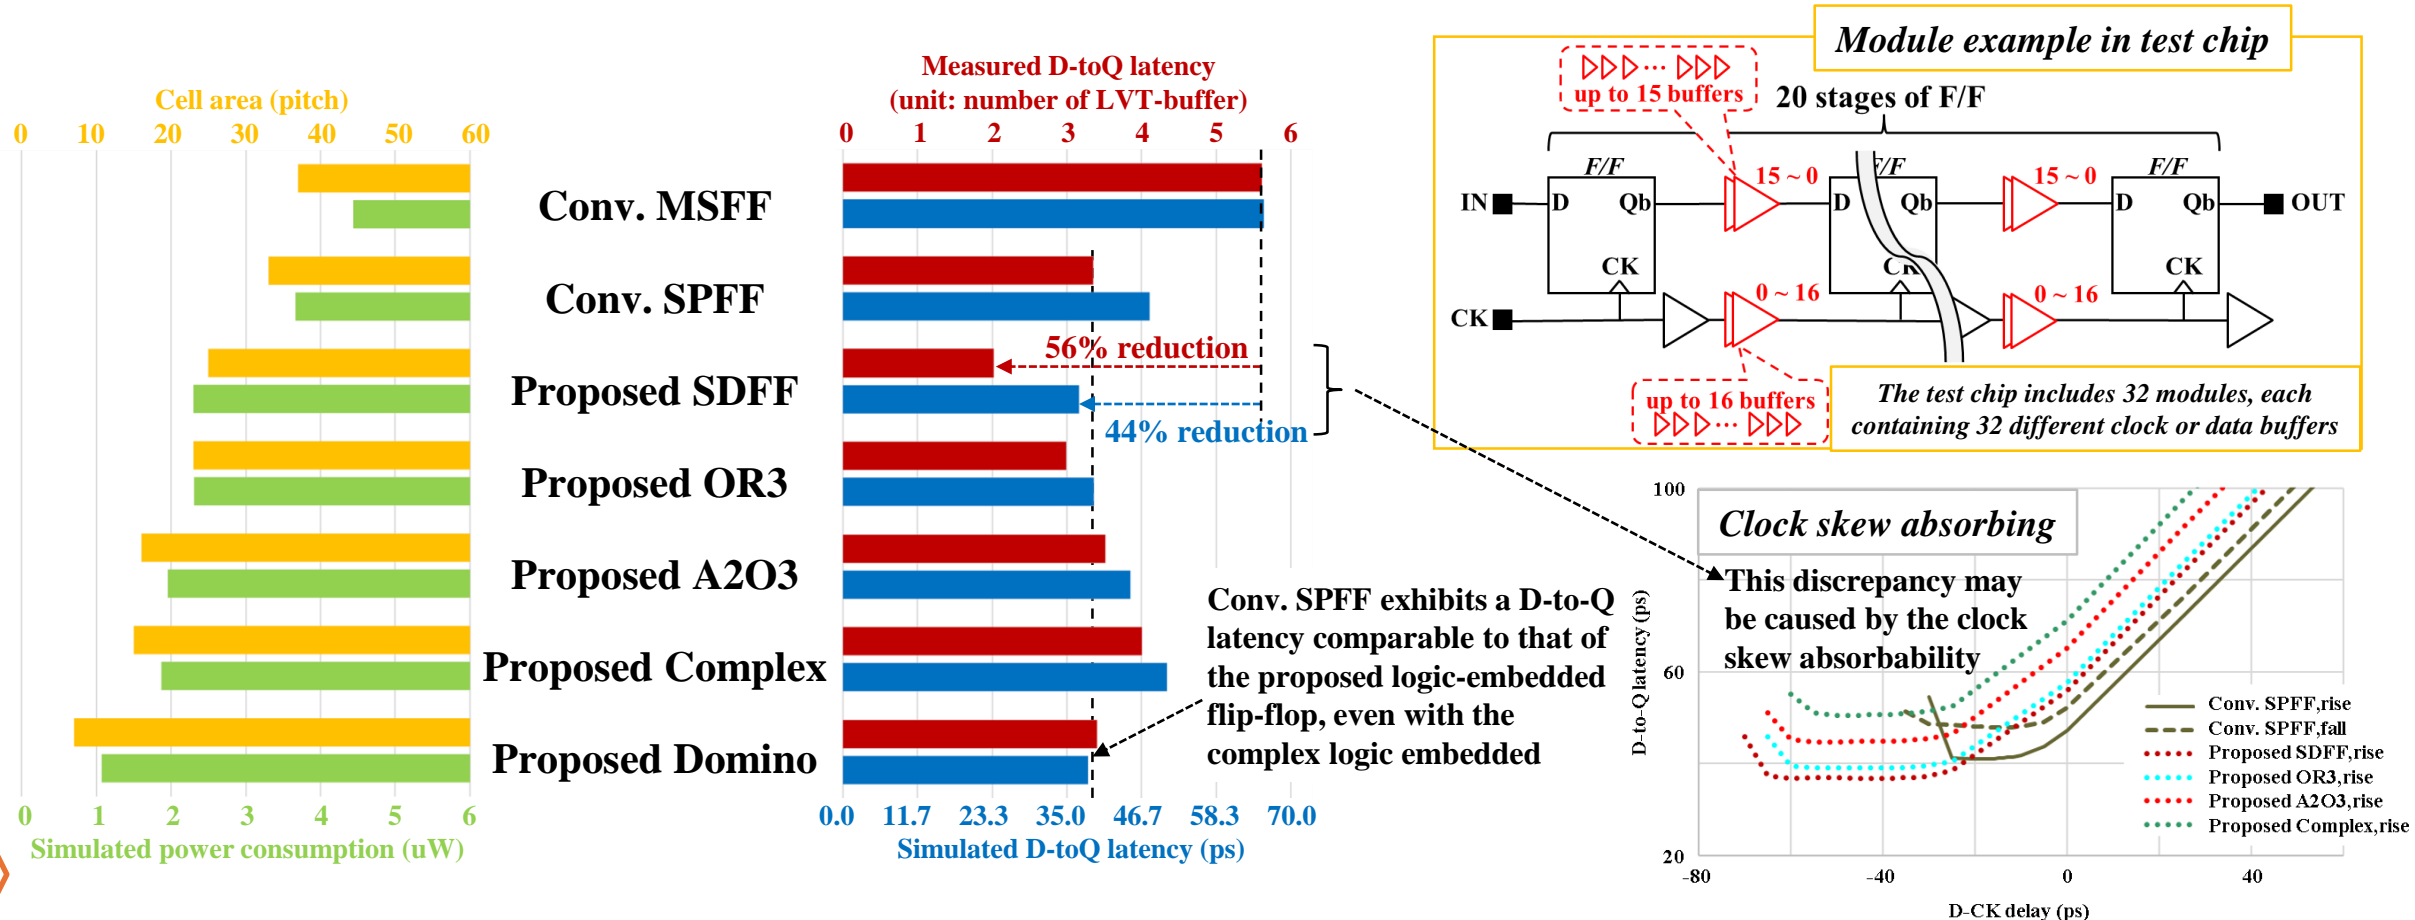 Cell area (pitch)
0 10 20 30 40 50 60
Conv. MSFF
Conv. SPFF
Proposed SDFF
Proposed OR3
Proposed A2O3
Proposed Complex
Proposed Domino
0 1 2 3 4 5 6
Simulated power consumption (uW)
Measured D-toQ latency
(unit: number of LVT-buffer)
0 1 2 3 4 5 6
56% reduction
44% reduction
0.0 11.7 23.3 35.0 46.7 58.3 70.0
Simulated D-toQ latency (ps)
Conv. SPFF exhibits a D-to-Q
latency comparable to that of
the proposed logic-embedded
flip-flop, even with the
complex logic embedded
Module example in test chip
up to 15 buffers
20 stages of F/F
F/F F/F F/F
15 ~ 0 15 ~ 0
IN D Qb D Qb D Qb OUT
CK CK CK
0 ~ 16 0 ~ 16
CK
up to 16 buffers
The test chip includes 32 modules, each
containing 32 different clock or data buffers
Clock skew absorbing
This discrepancy may
be caused by the clock
skew absorbability
100
60
20
D-to-Q latency (ps)
-80 -40 0 40
D-CK delay (ps)
Conv. SPFF,rise
Conv. SPFF,fall
Proposed SDFF,rise
Proposed OR3,rise
Proposed A2O3,rise
Proposed Complex,rise